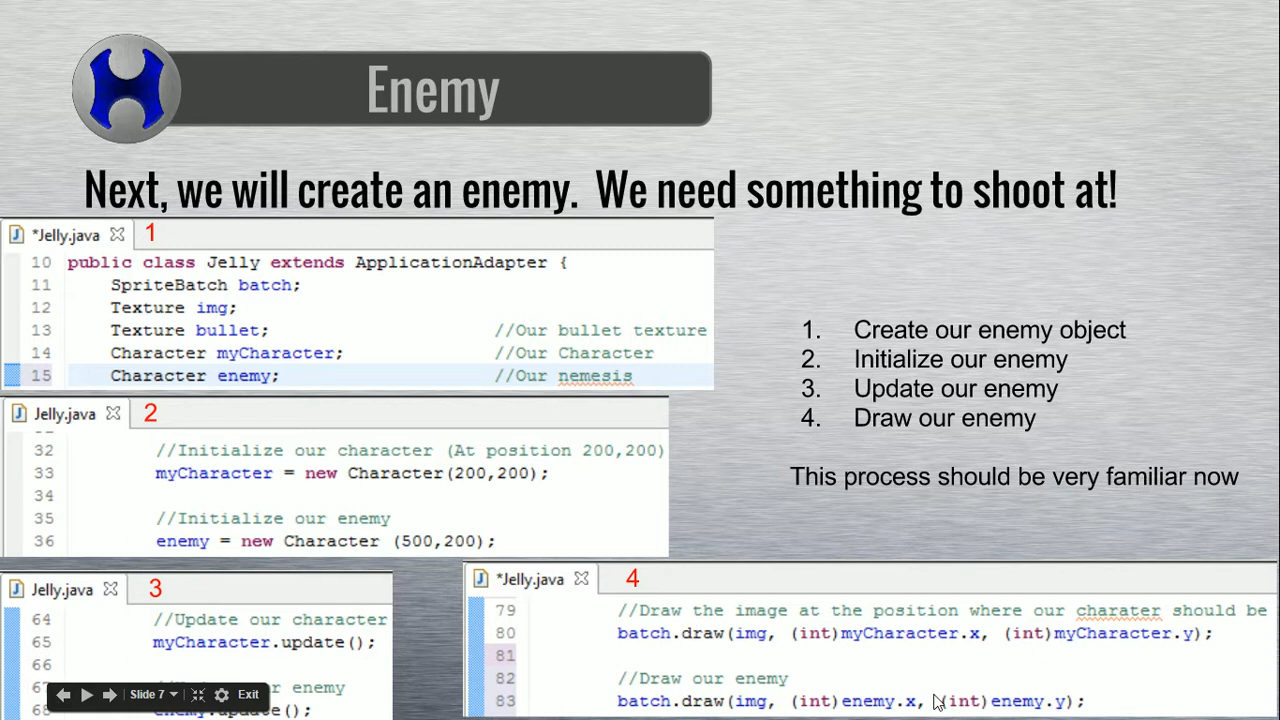 Enemy
Next, we will create an enemy. We need something to shoot at!
*Jelly.java 1
10 public class Jelly extends ApplicationAdapter {
11 SpriteBatch batch;
12 Texture img;
13 Texture bullet; //Our bullet texture
14 Character myCharacter; //Our Character
15 Character enemy; //Our nemesis
Jelly.java 2
32 //Initialize our character (At position 200,200)
33 myCharacter = new Character(200,200);
34
35 //Initialize our enemy
36 enemy = new Character (500,200);
1. Create our enemy object
2. Initialize our enemy
3. Update our enemy
4. Draw our enemy
This process should be very familiar now
Jelly.java 3
64 //Update our character
65 myCharacter.update();
66
enemy
Slide 7 Exit
*Jelly.java 4
79 //Draw the image at the position where our charater should be
80 batch.draw(img, (int)myCharacter.x, (int)myCharacter.y);
81
82 //Draw our enemy
83 batch.draw(img, (int)enemy.x, (int)enemy.y);